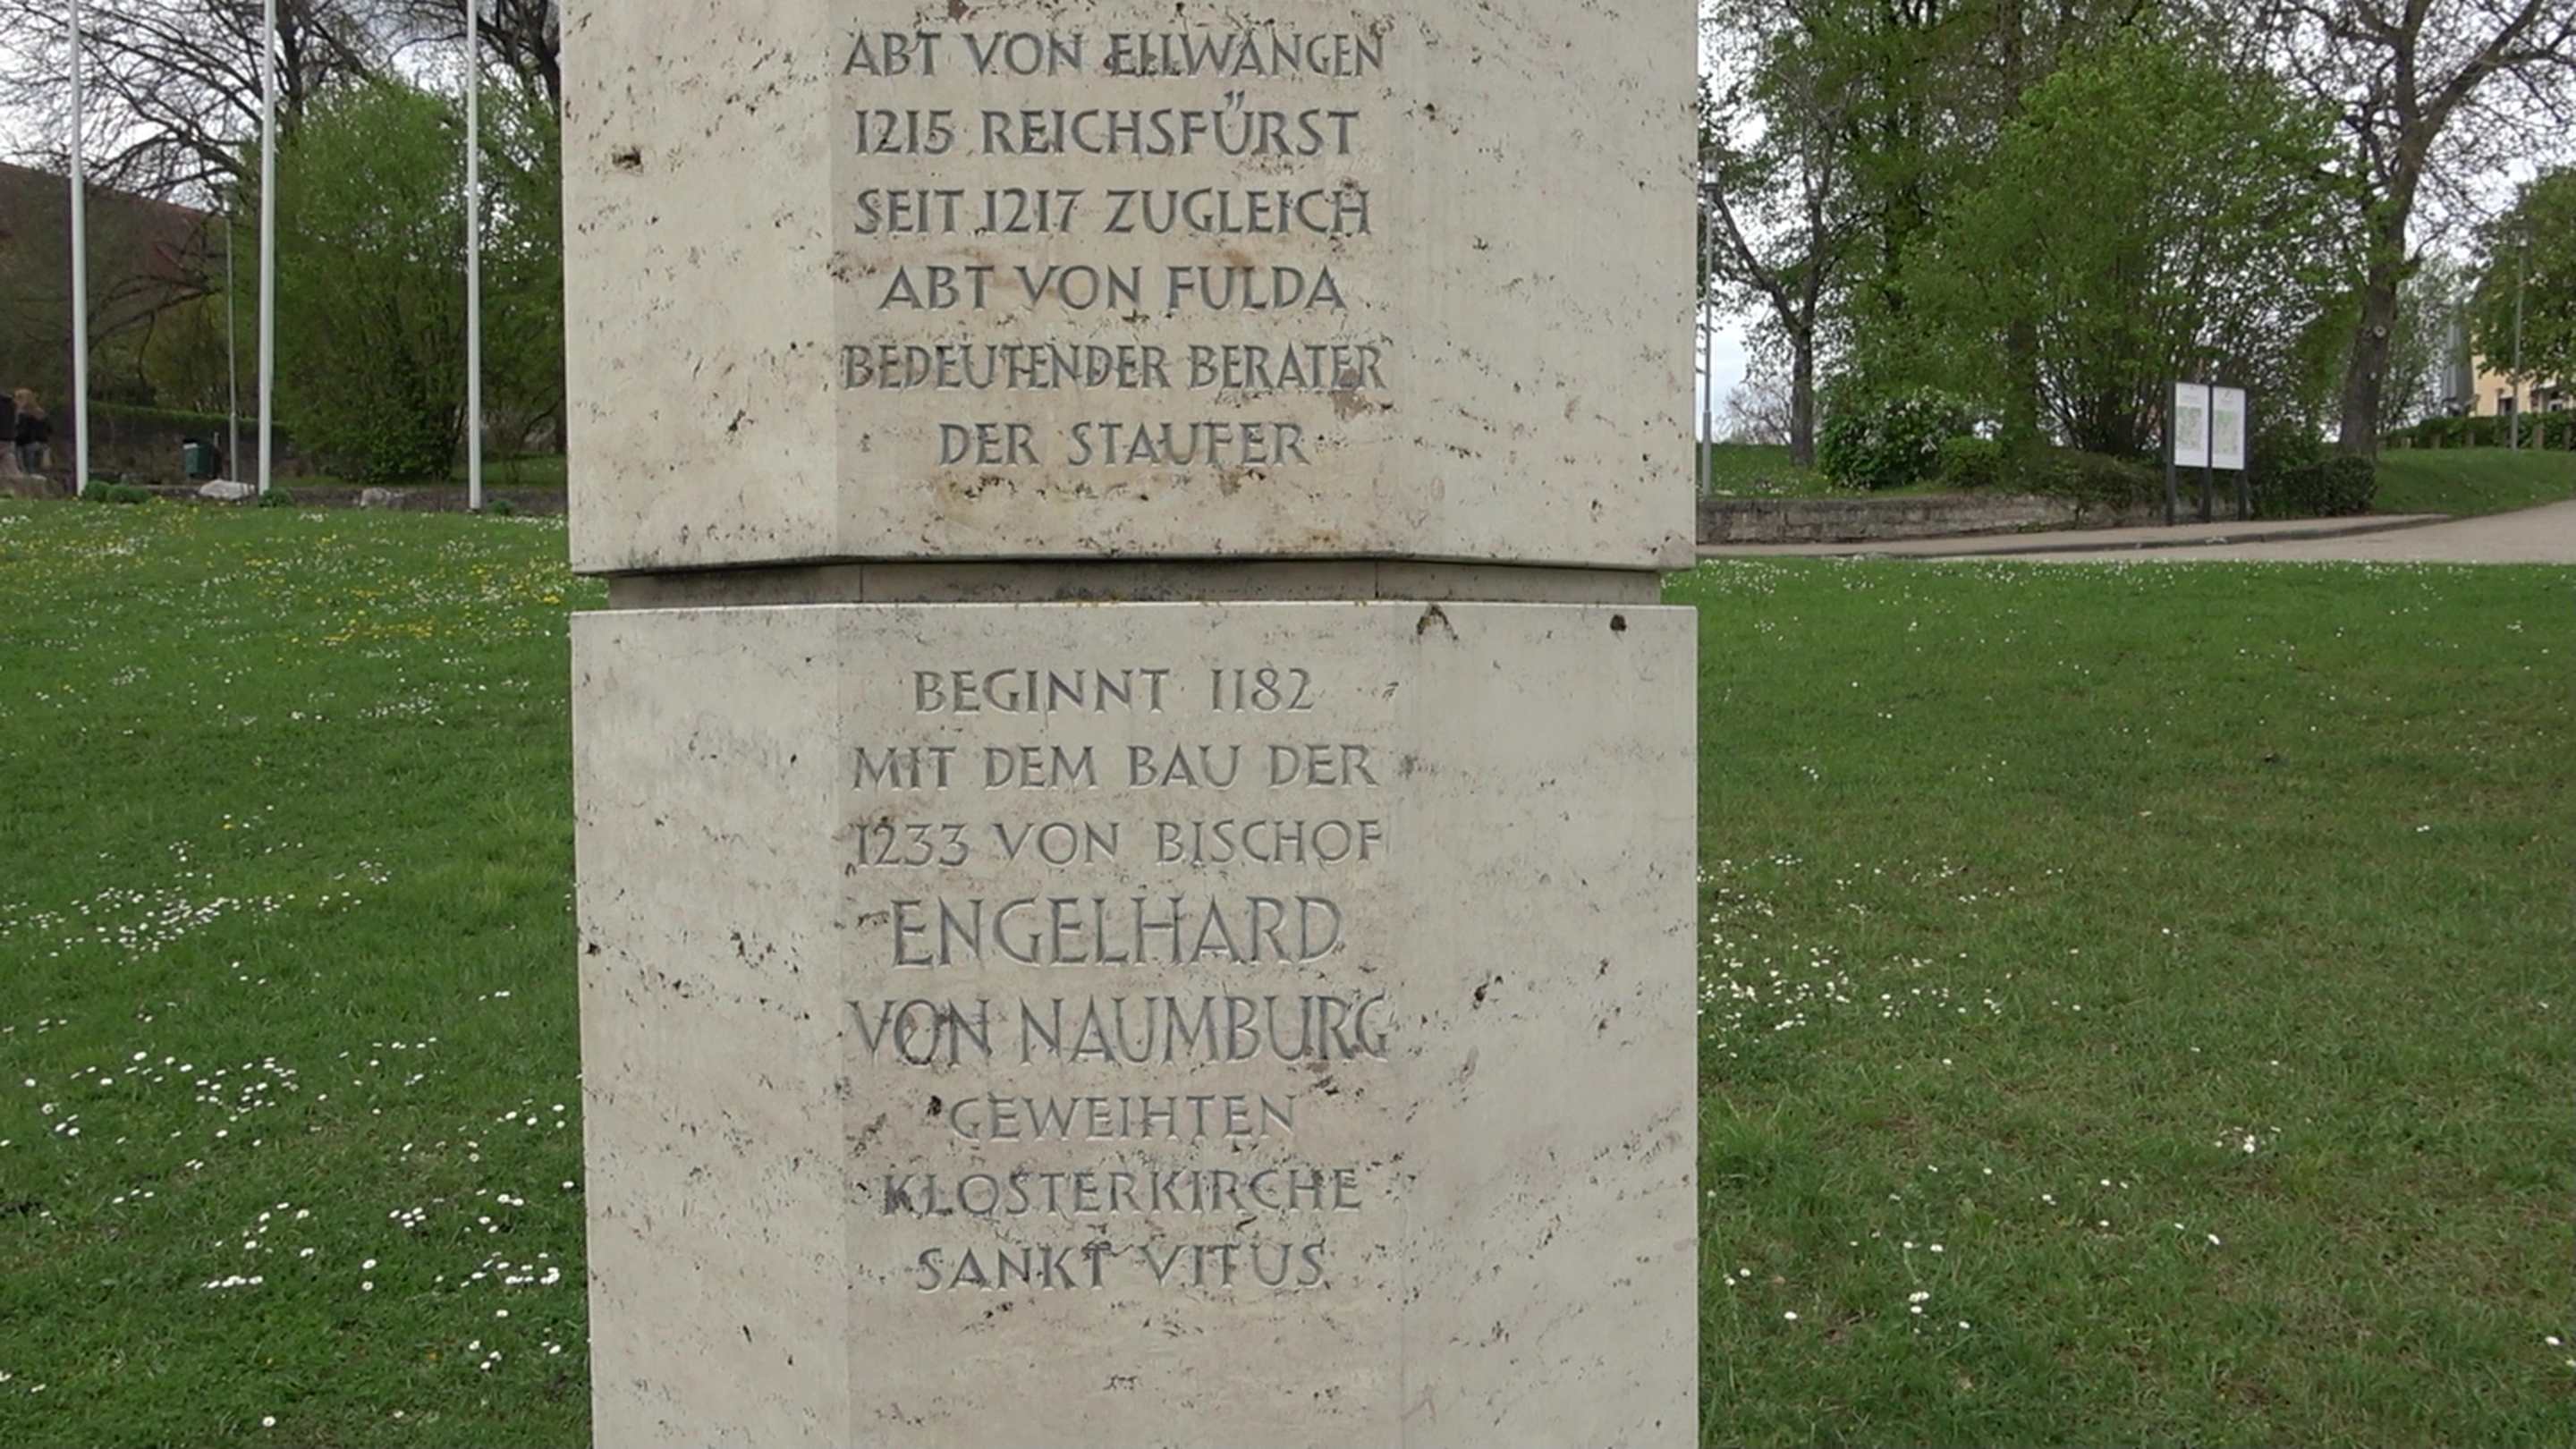 ABT VON ELLWANGEN
1215 REICHSFÜRST
SEIT 1217 ZUGLEICH
ABT VON FULDA
BEDEUTENDER BERATER
DER STAUFER
BEGINNT 1182
MIT DEM BAU DER
1233 VON BISCHOF
ENGELHARD
VON NAUMBURG
GEWEIHTEN
KLOSTERKIRCHE
SANKT VITUS